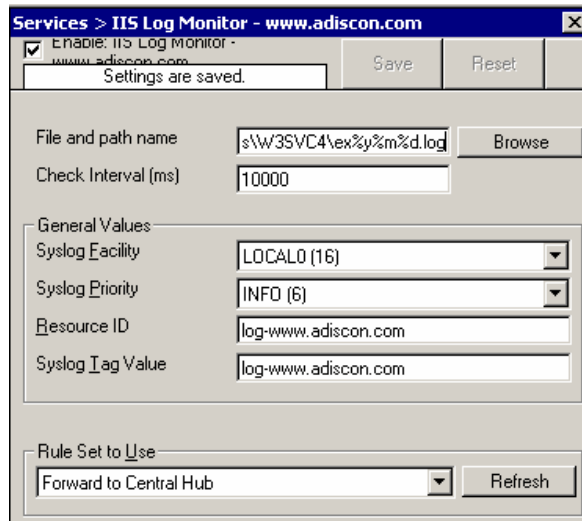 Services > IIS Log Monitor - www.adiscon.com
Enable: IIS Log Monitor -
www.adiscon.com
Settings are saved.
Save
Reset
File and path name
s\W3SVC4\ex%y%m%d.log
Browse
Check Interval (ms)
10000
General Values
Syslog Facility
LOCAL0 (16)
Syslog Priority
INFO (6)
Resource ID
log-www.adiscon.com
Syslog Tag Value
log-www.adiscon.com
Rule Set to Use
Forward to Central Hub
Refresh